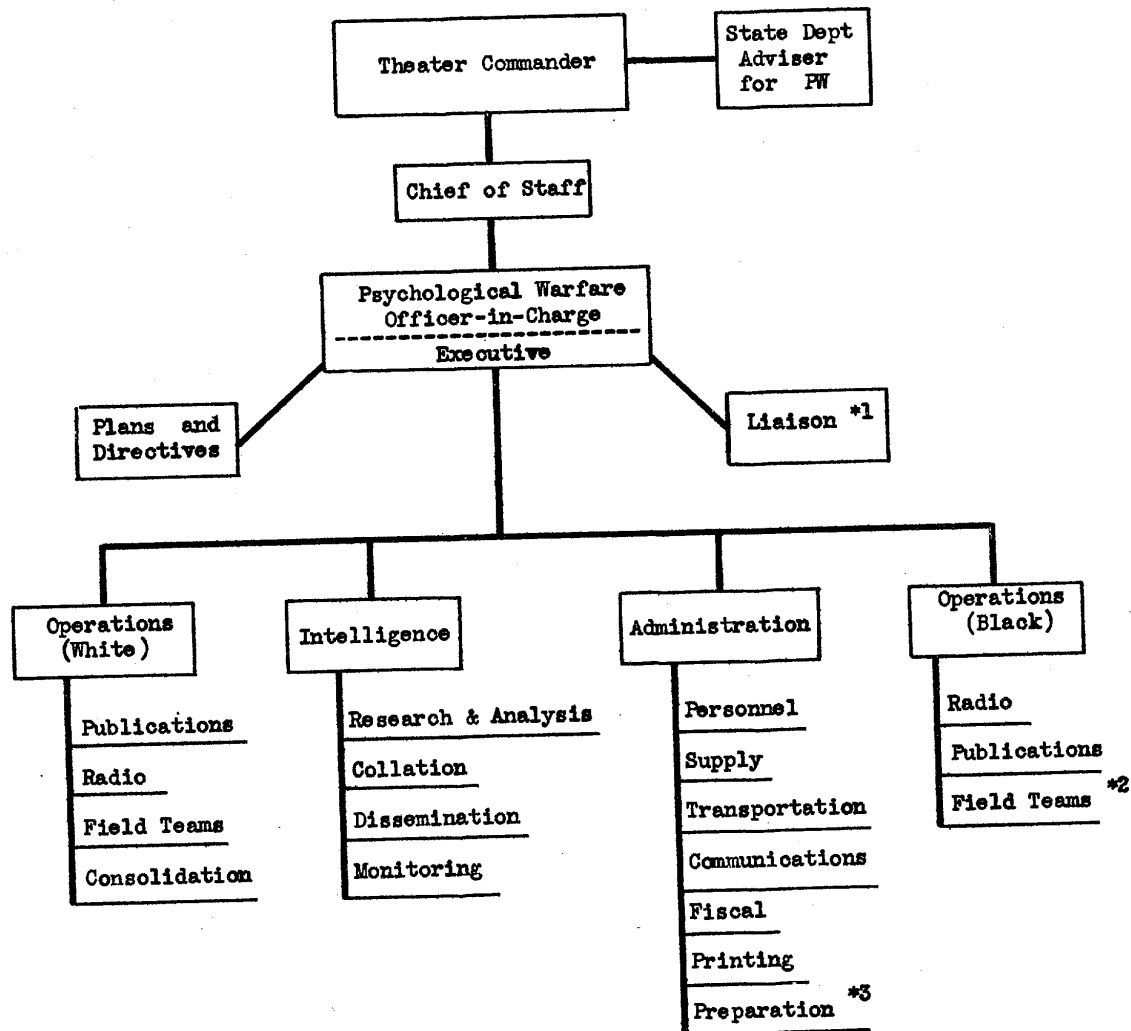 Theater Commander
State Dept
Adviser
for PW
Chief of Staff
Psychological Warfare
Officer-in-Charge
Executive
Plans and
Directives
Liaison *1
Operations
(White)
Publications
Radio
Field Teams
Consolidation
Intelligence
Research & Analysis
Collation
Dissemination
Monitoring
Administration
Personnel
Supply
Transportation
Communications
Fiscal
Printing
Preparation *3
Operations
(Black)
Radio
Publications
Field Teams *2